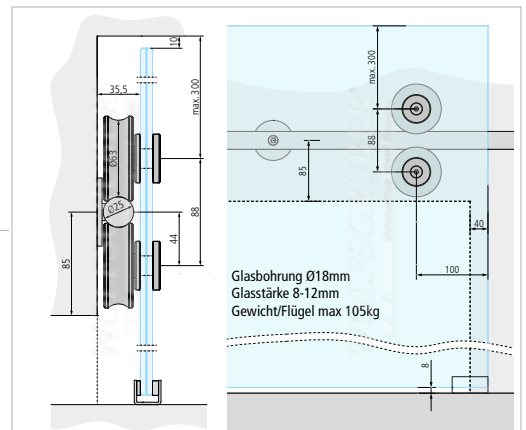 10
35,5
max.300
Ø63
Ø25
88
44
85
max.300
88
85
40
100
Glasbohrung Ø18mm
Glasstärke 8-12mm
Gewicht/Flügel max 105kg
8